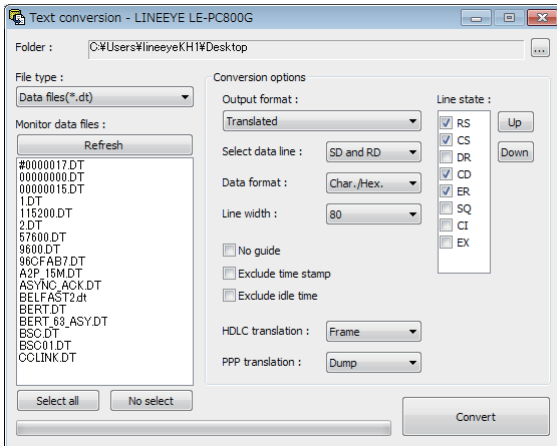 Text conversion - LINEEYE LE-PC800G
Folder : C:¥Users¥lineeyeKH1¥Desktop ...
File type :
Data files(*.dt)
Monitor data files :
Refresh
#0000017.DT
00000000.DT
00000015.DT
1.DT
115200.DT
2.DT
57600.DT
9600.DT
96CFAB7.DT
A2P_15M.DT
ASYNC_ACK.DT
BELFAST2.dt
BERT.DT
BERT_63_ASY.DT
BSC.DT
BSC01.DT
CCLINK.DT
Select all No select
Conversion options
Output format :
Translated
Select data line : SD and RD
Data format : Char./Hex.
Line width : 80
No guide
Exclude time stamp
Exclude idle time
HDLC translation : Frame
PPP translation : Dump
Line state :
RS
CS
DR
CD
ER
SQ
CI
EX
Up
Down
Convert